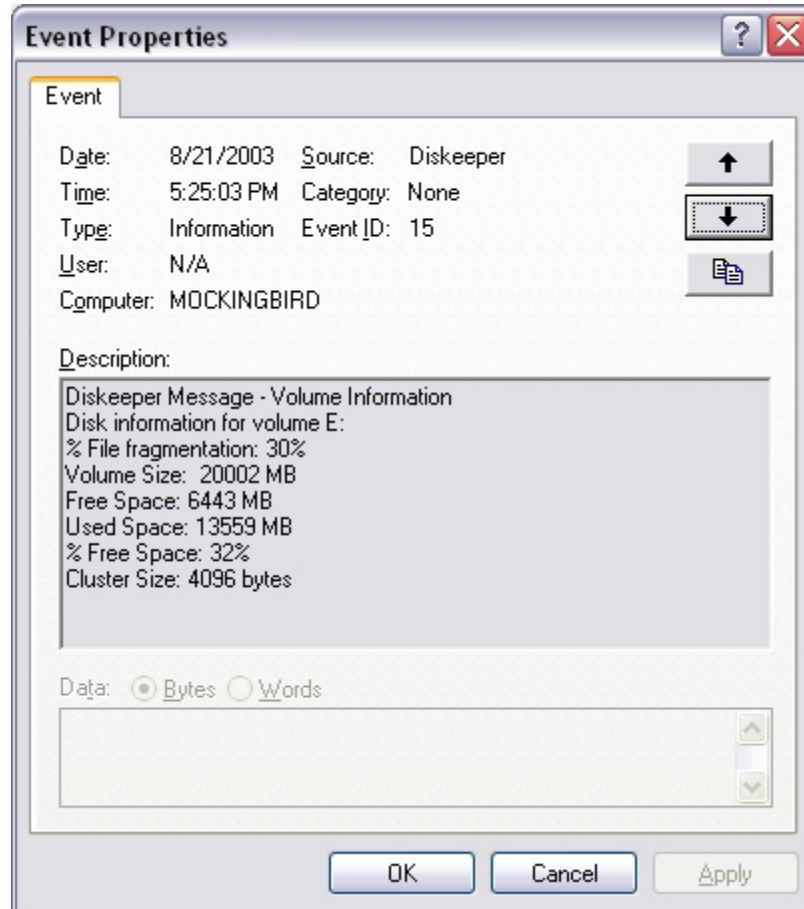 Event Properties
Event
Date: 8/21/2003 Source: Diskeeper
Time: 5:25:03 PM Category: None
Type: Information Event ID: 15
User: N/A
Computer: MOCKINGBIRD
Description:
Diskeeper Message - Volume Information
Disk information for volume E:
% File fragmentation: 30%
Volume Size:  20002 MB
Free Space: 6443 MB
Used Space: 13559 MB
% Free Space: 32%
Cluster Size: 4096 bytes
Data: Bytes Words
OK Cancel Apply